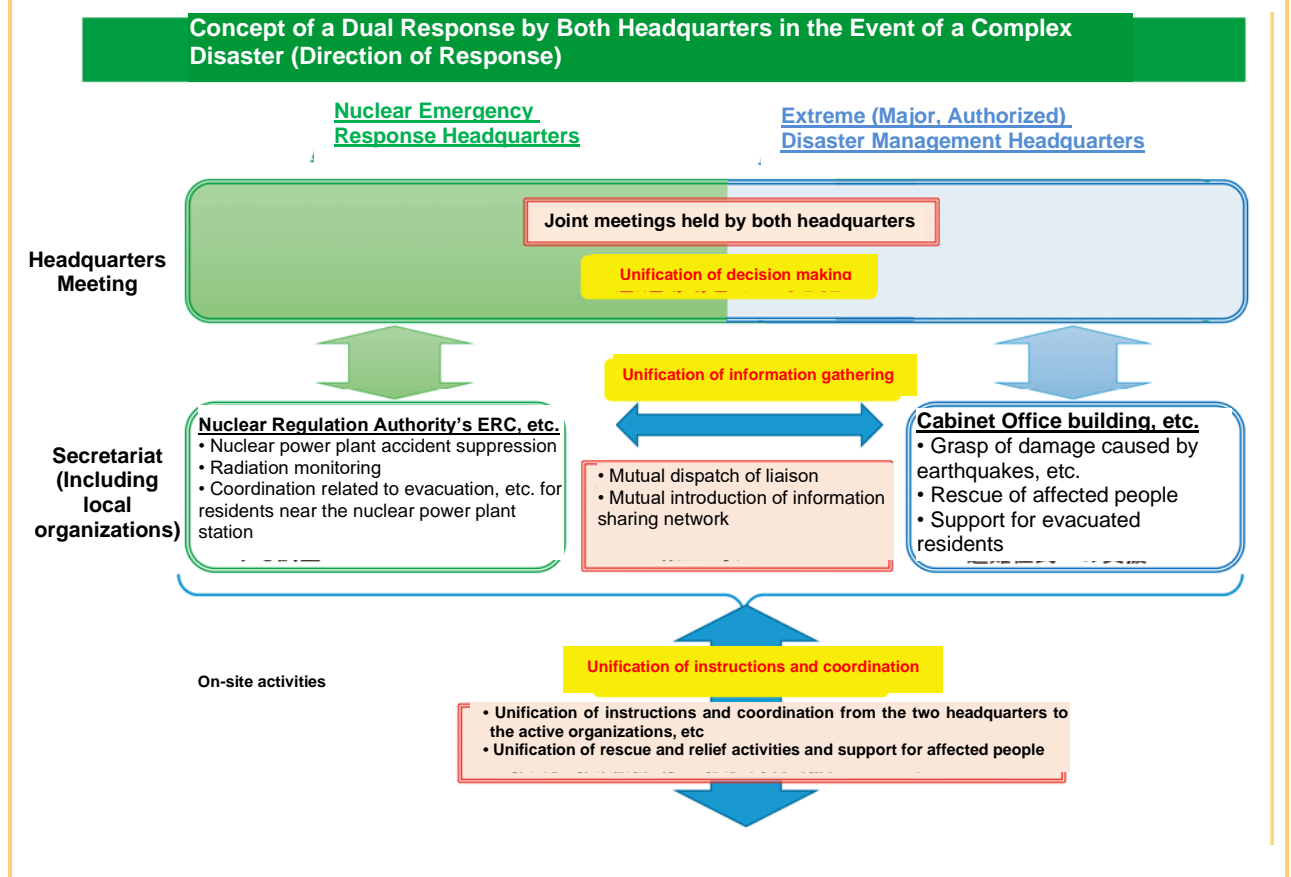 Concept of a Dual Response by Both Headquarters in the Event of a Complex
Disaster (Direction of Response)
Nuclear Emergency
Response Headquarters
Extreme (Major, Authorized)
Disaster Management Headquarters
Headquarters
Meeting
Joint meetings held by both headquarters
Unification of decision making
Unification of information gathering
Secretariat
(Including
local
organizations)
Nuclear Regulation Authority's ERC, etc.
• Nuclear power plant accident suppression
• Radiation monitoring
• Coordination related to evacuation, etc. for
residents near the nuclear power plant
station
• Mutual dispatch of liaison
• Mutual introduction of information
sharing network
Cabinet Office building, etc.
• Grasp of damage caused by
earthquakes, etc.
• Rescue of affected people
• Support for evacuated
residents
On-site activities
Unification of instructions and coordination
• Unification of instructions and coordination from the two headquarters to
the active organizations, etc
• Unification of rescue and relief activities and support for affected people